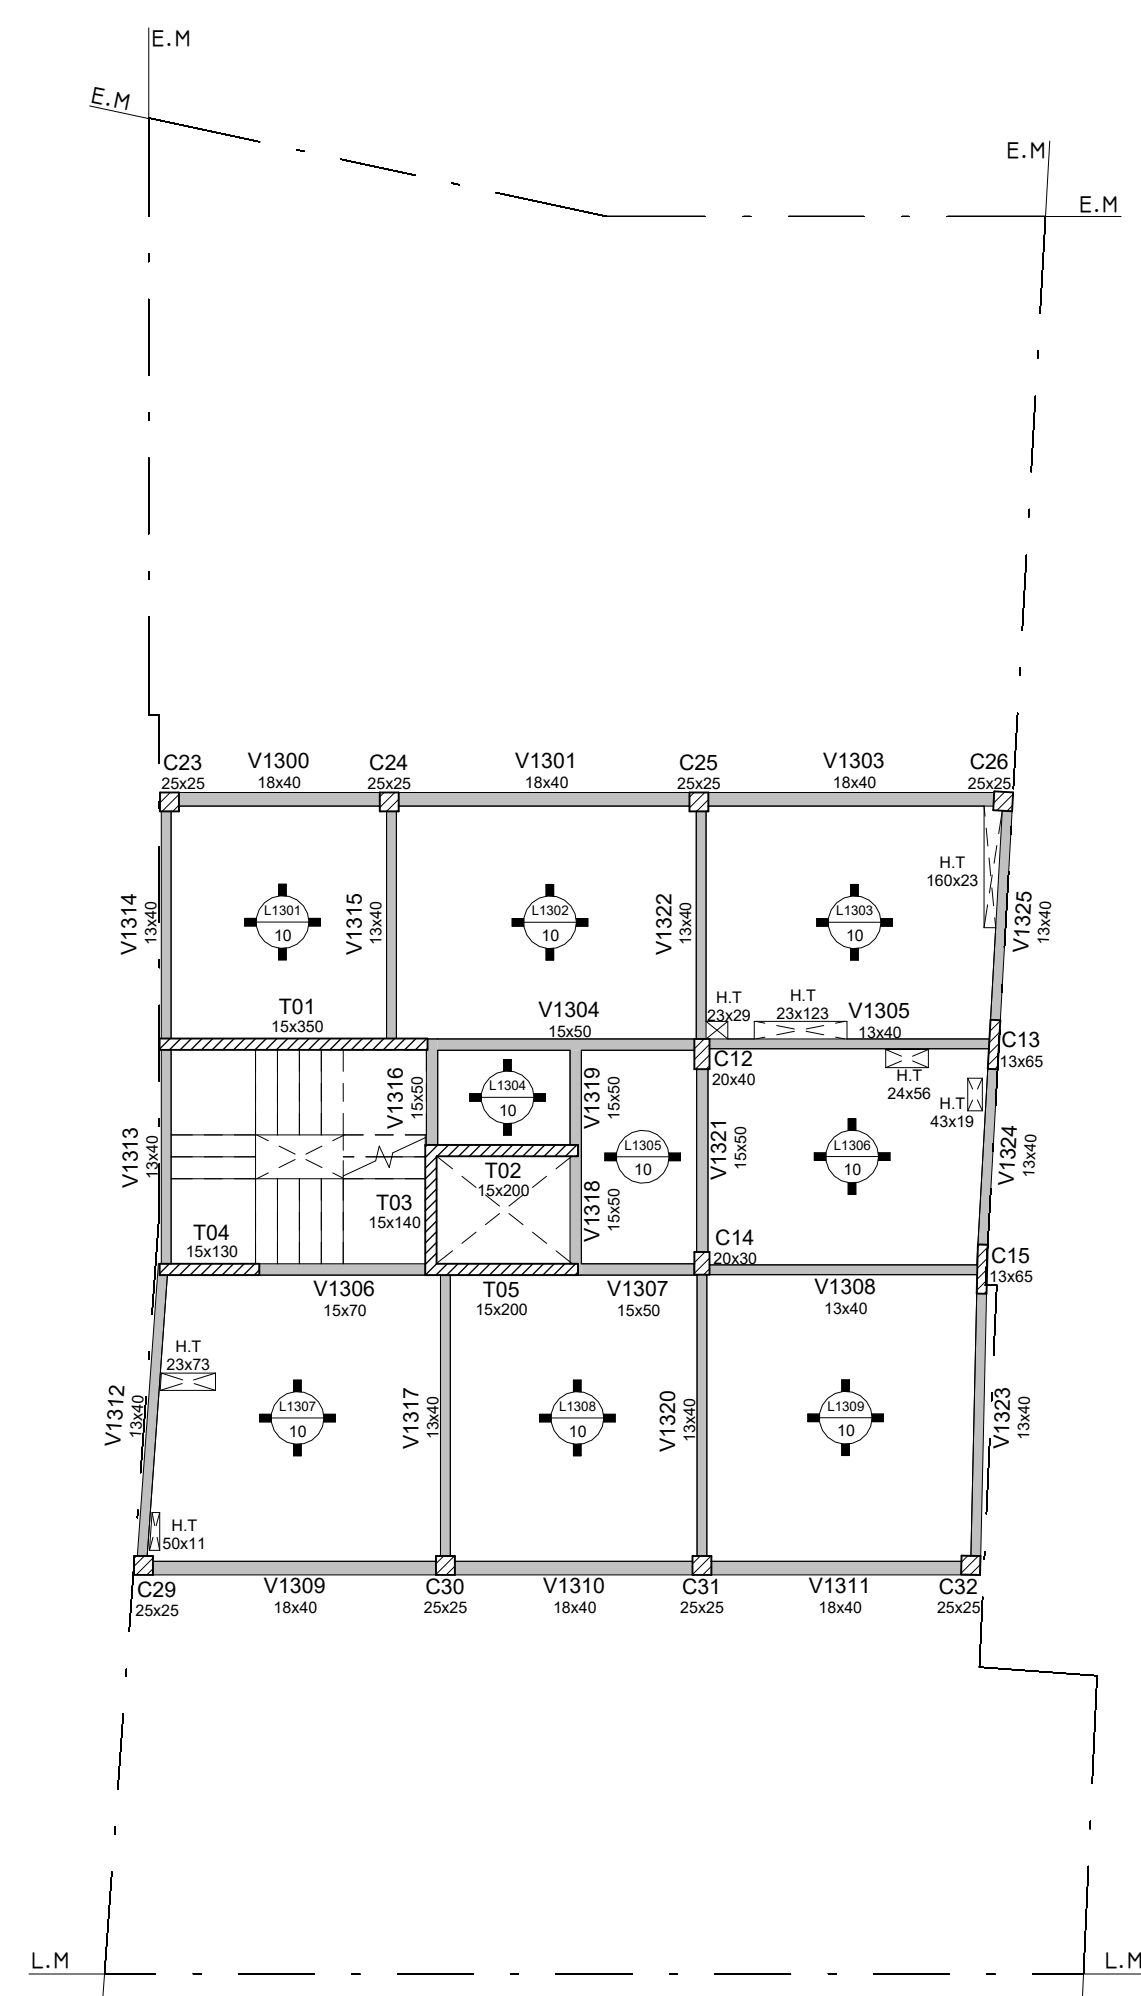 E.M
E.M
E.M
E.M
C23
25x25
V1300
18x40
C24
25x25
V1301
18x40
C25
25x25
V1303
18x40
C26
25x25
V1314
13x40
L1301
10
V1315
13x40
L1302
10
V1322
13x40
L1303
10
H.T
160x23
V1325
13x40
T01
15x350
V1304
15x50
H.T
23x29
H.T
23x123
V1305
13x40
C13
13x65
C12
20x40
H.T
24x56
H.T
43x19
V1316
15x50
L1304
10
V1319
15x50
V1313
13x40
L1305
10
V1321
15x50
L1306
10
V1324
13x40
T02
15x200
T03
15x140
V1318
15x50
T04
15x130
C14
20x30
C15
13x65
V1306
15x70
T05
15x200
V1307
15x50
V1308
13x40
H.T
23x73
V1312
13x40
L1307
10
V1317
13x40
L1308
10
V1320
13x40
L1309
10
V1323
13x40
H.T
50x11
C29
25x25
V1309
18x40
C30
25x25
V1310
18x40
C31
25x25
V1311
18x40
C32
25x25
L.M
L.M